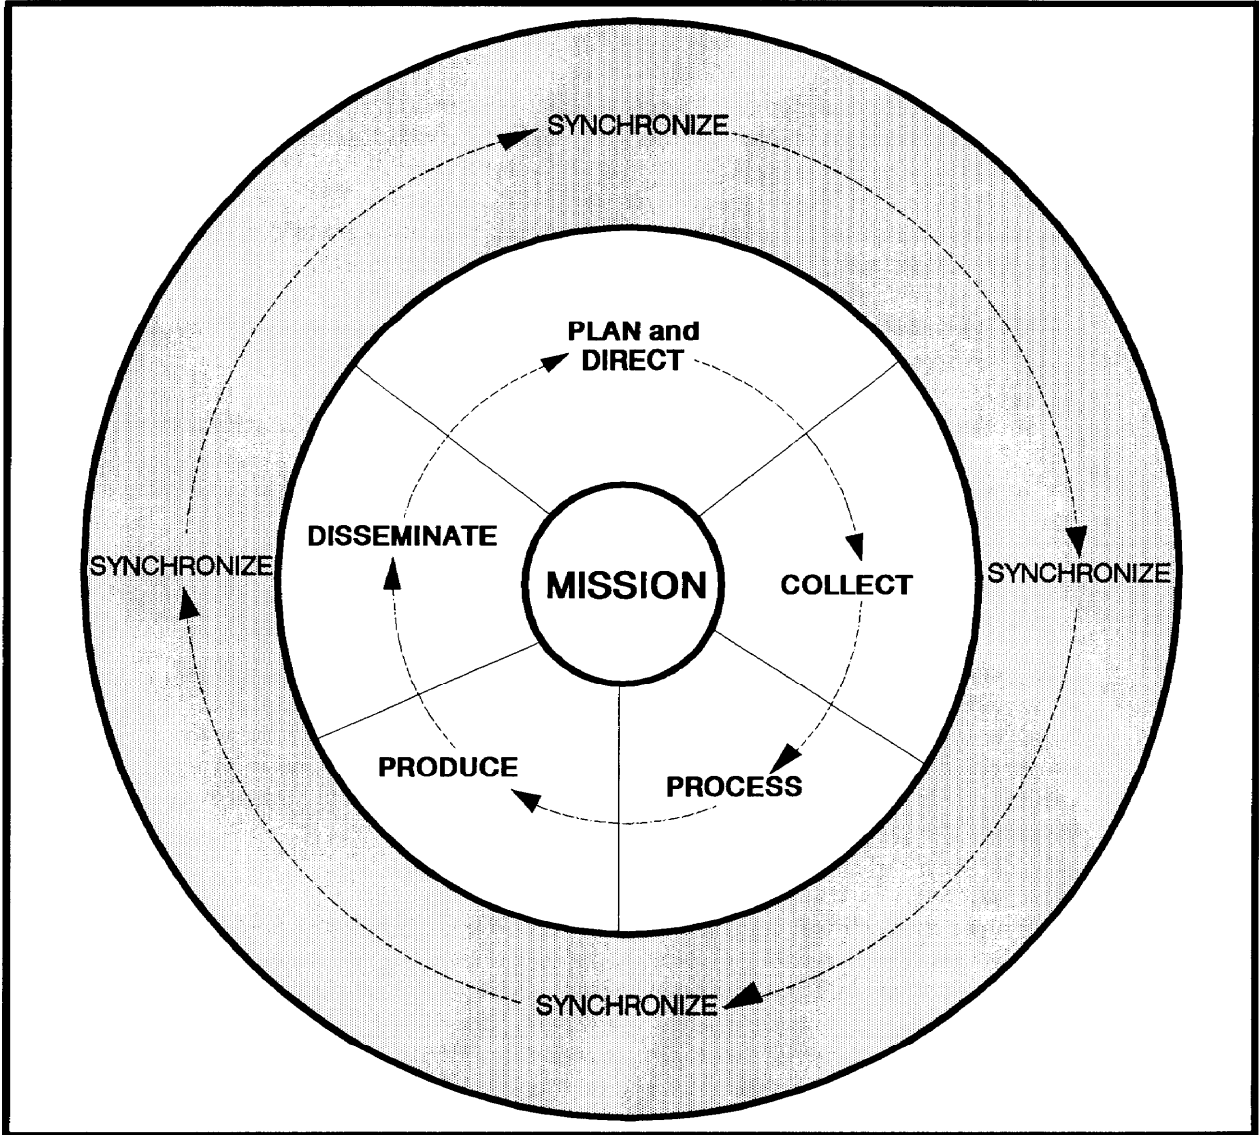 SYNCHRONIZE
PLAN and
DIRECT
DISSEMINATE
SYNCHRONIZE
MISSION
COLLECT
SYNCHRONIZE
PRODUCE
PROCESS
SYNCHRONIZE